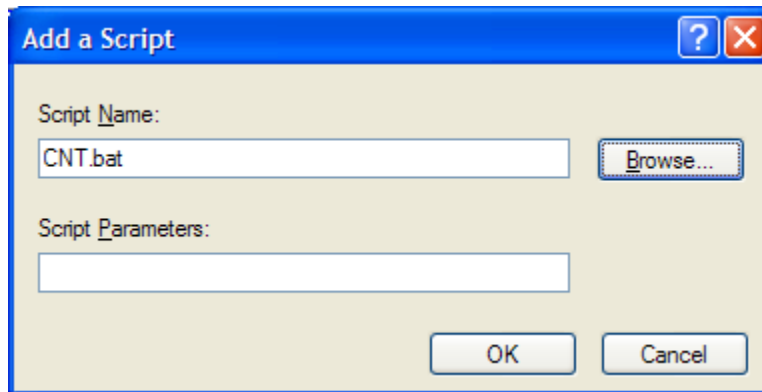 Add a Script
Script Name:
CNT.bat
Browse...
Script Parameters:
OK
Cancel